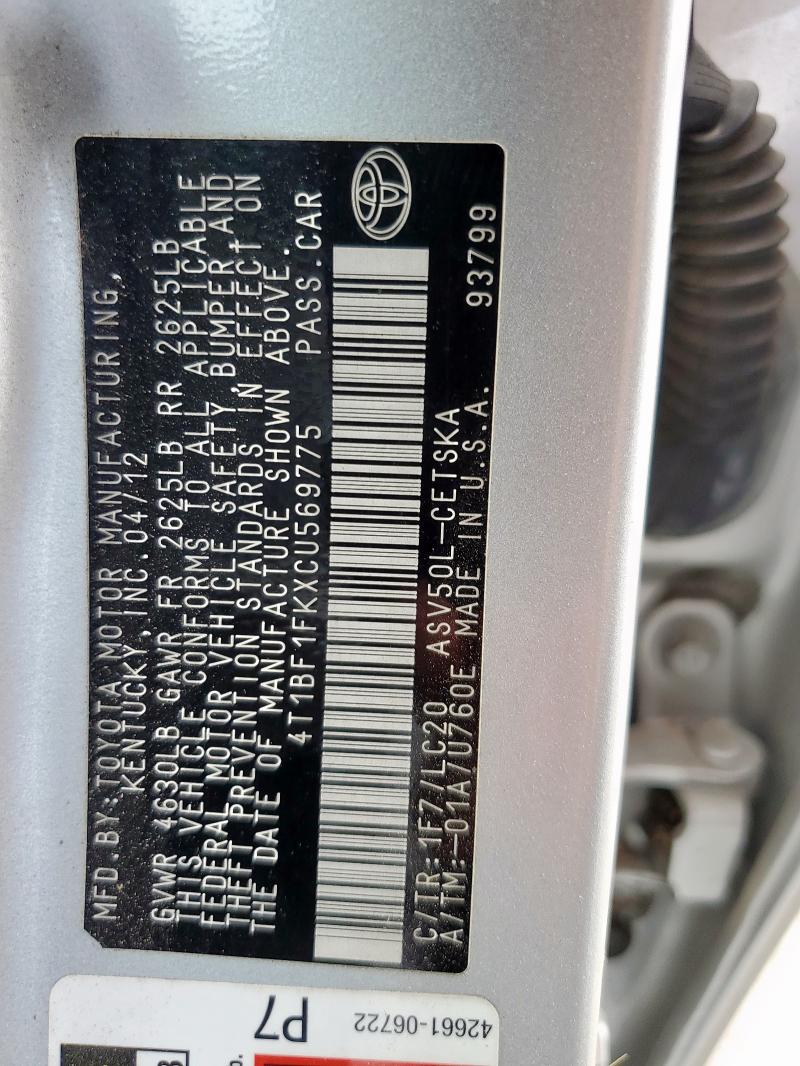 MFD.BY:TOYOTA MOTOR MANUFACTURING,
KENTUCKY, INC.04/12
GVWR 4630LB GAWR FR 2625LB RR 2625LB
THIS VEHICLE CONFORMS TO ALL APPLICABLE
FEDERAL MOTOR VEHICLE SAFETY, BUMPER,AND
THEFT PREVENTION STANDARDS IN EFFECT ON
THE DATE OF MANUFACTURE SHOWN ABOVE.
4T1BF1FKXCU569775 PASS.CAR
C/TR:1F7/LC20 ASV50L-CETSKA
A/TM:-01A/U760E MADE IN U.S.A. 93799
P7
42661-06722